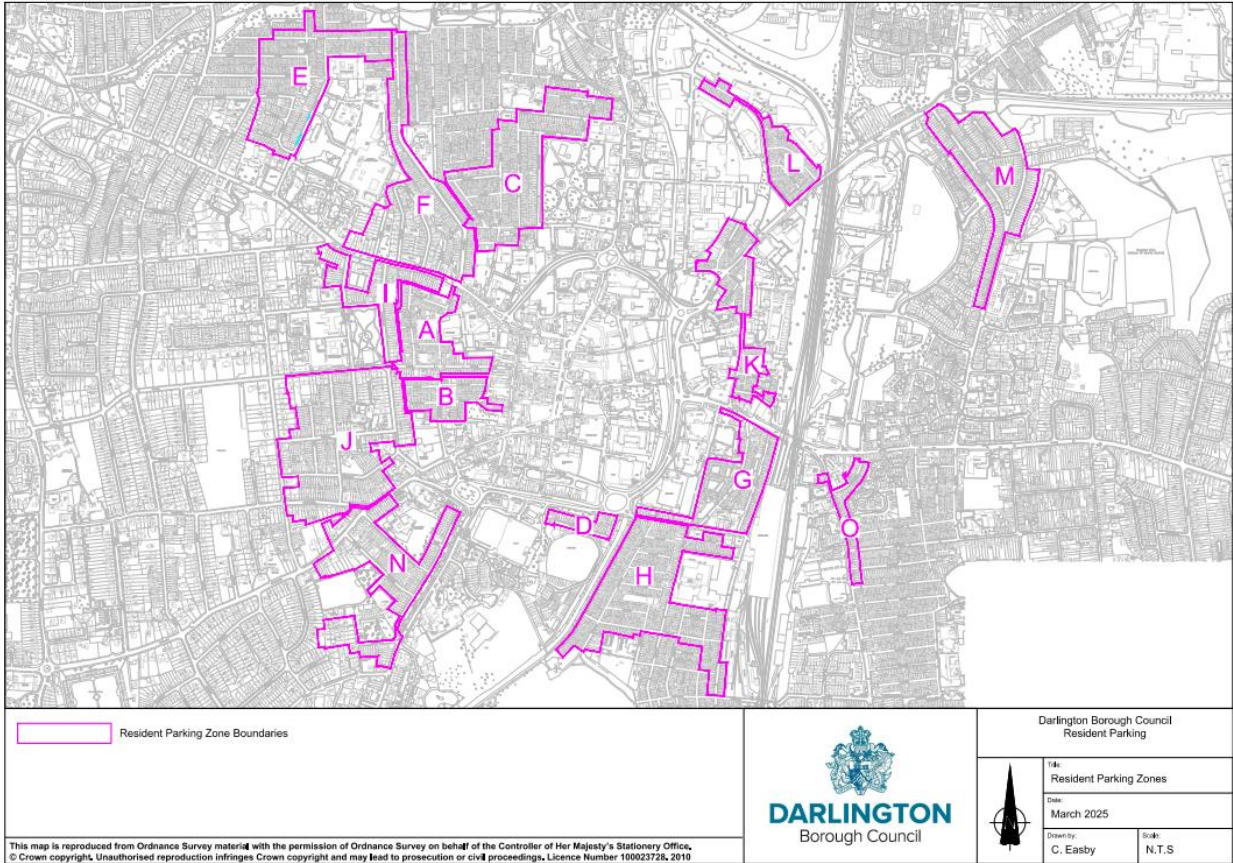 E
L
M
C
F
I
A
K
B
J
G
D
O
N
H
Resident Parking Zone Boundaries
This map is reproduced from Ordnance Survey material with the permission of Ordnance Survey on behalf of the Controller of Her Majesty's Stationery Office.
© Crown copyright. Unauthorised reproduction infringes Crown copyright and may lead to prosecution or civil proceedings. Licence Number 100023728. 2010
DARLINGTON
Borough Council
Darlington Borough Council
Resident Parking
Title:
Resident Parking Zones
Date:
March 2025
Drawn by:
C. Easby
Scale:
N.T.S